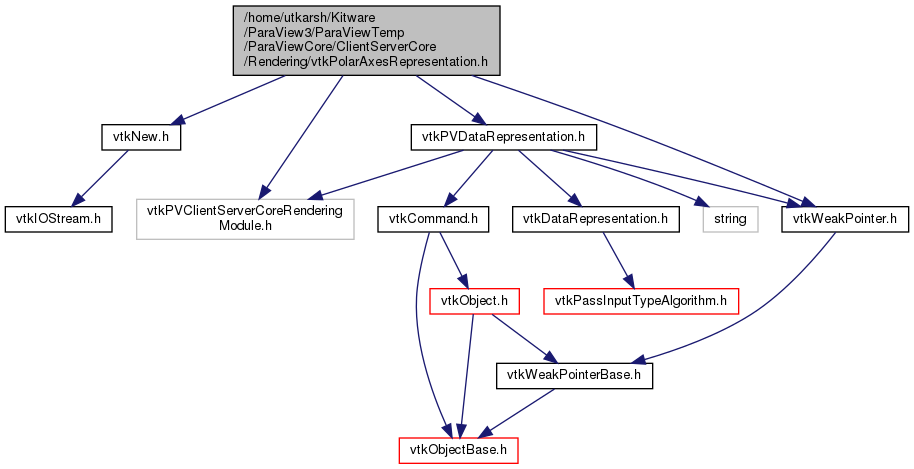 /home/utkarsh/Kitware
/ParaView3/ParaViewTemp
/ParaViewCore/ClientServerCore
/Rendering/vtkPolarAxesRepresentation.h
vtkNew.h
vtkPVDataRepresentation.h
vtkIOStream.h
vtkPVClientServerCoreRendering
Module.h
vtkCommand.h
vtkDataRepresentation.h
string
vtkWeakPointer.h
vtkObject.h
vtkPassInputTypeAlgorithm.h
vtkWeakPointerBase.h
vtkObjectBase.h